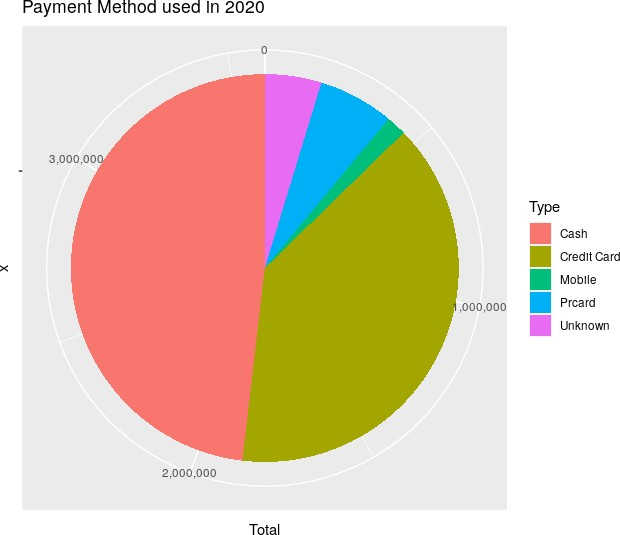 Payment Method used in 2020
0
3,000,000
1,000,000
2,000,000
x
Total
Type
Cash
Credit Card
Mobile
Prcard
Unknown